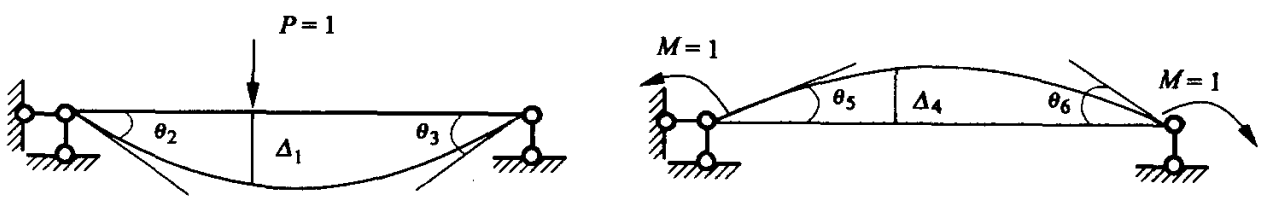 P = 1
θ₂
Δ₁
θ₃
M = 1
θ₅
Δ₄
θ₆
M = 1